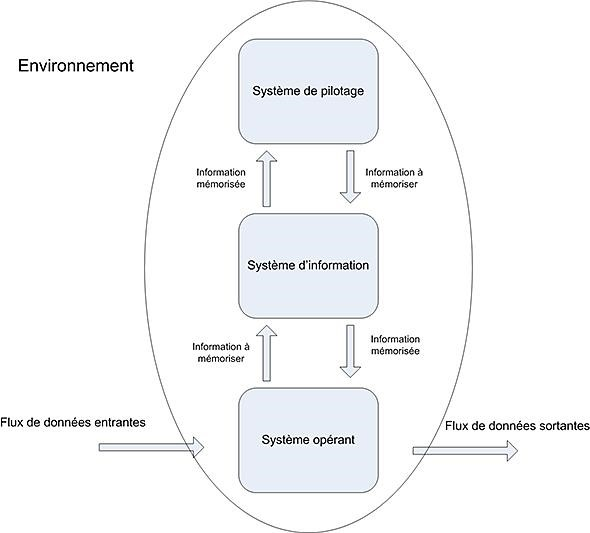 Environnement
Système de pilotage
Information
mémorisée
Information à
mémoriser
Système d'information
Information à
mémoriser
Information
mémorisée
Flux de données entrantes
Système opérant
Flux de données sortantes